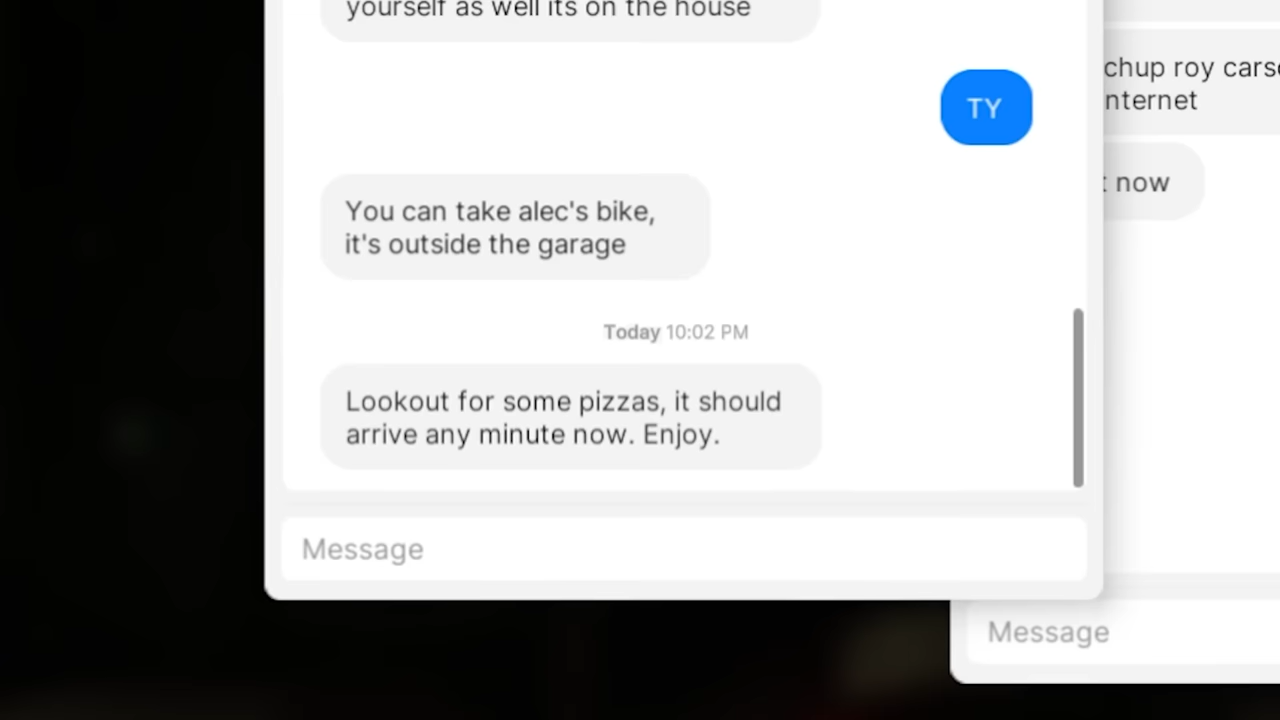 yourself as well its on the house
TY
You can take alec's bike,
it's outside the garage
Today 10:02 PM
Lookout for some pizzas, it should
arrive any minute now. Enjoy.
Message
chup roy
nternet
now
Message